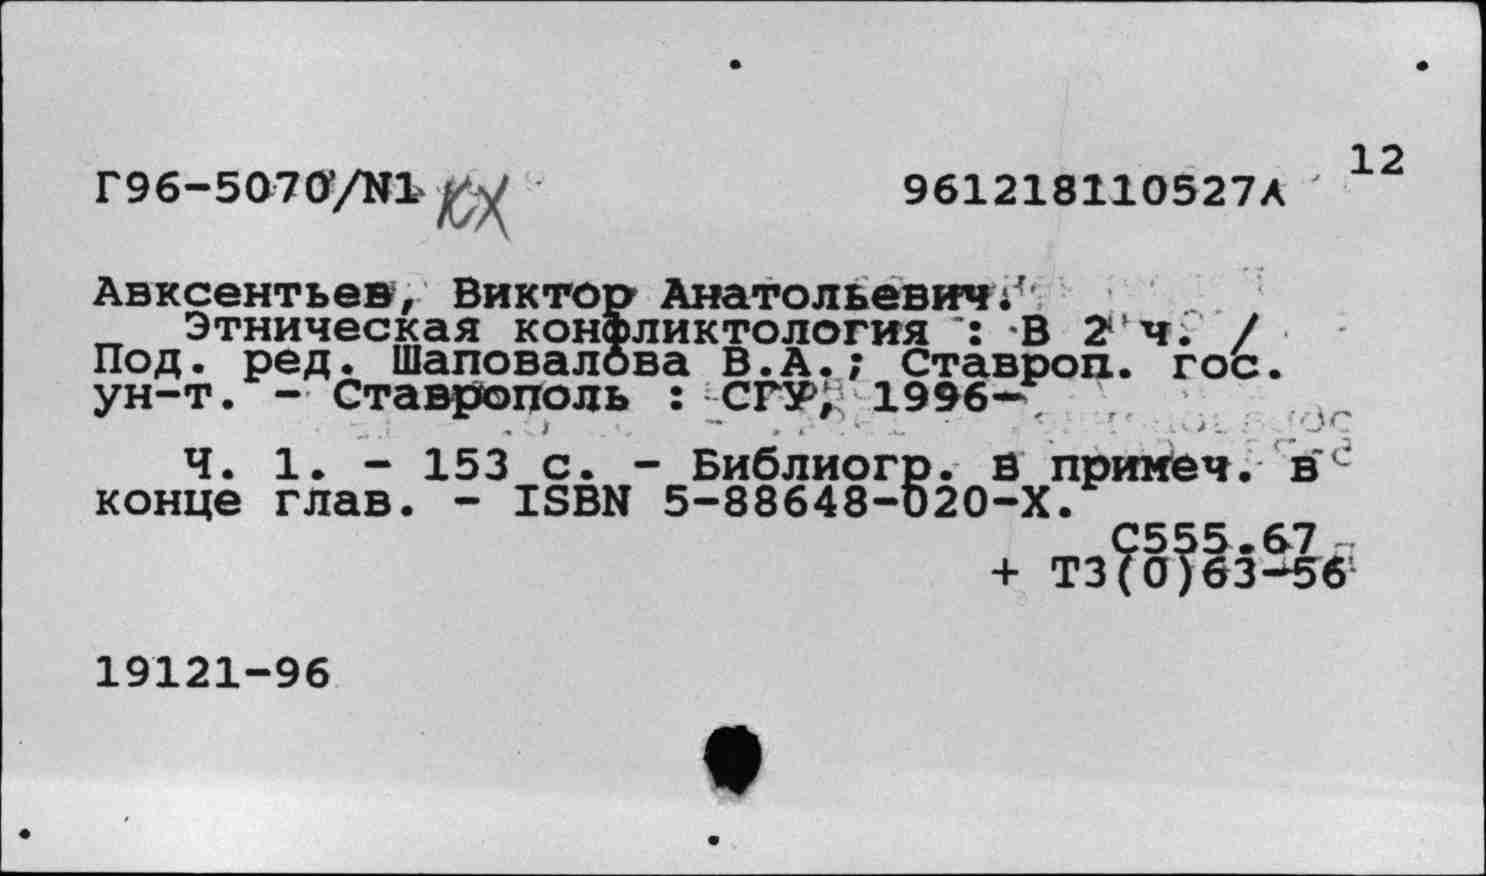 12
Г96-5070/N1 КХ 961218110527А
Авксентьев, Виктор Анатольевич.
Этническая конфликтология : В 2 ч. /
Под. ред. Шаповалова В.А.; Ставроп. гос.
ун-т. - Ставрополь : СГУ, 1996-
Ч. 1. - 153 с. - Библиогр. в примеч. в
конце глав. - ISBN 5-88648-020-X.
С555.67
+ Т3(0)63-56
19121-96